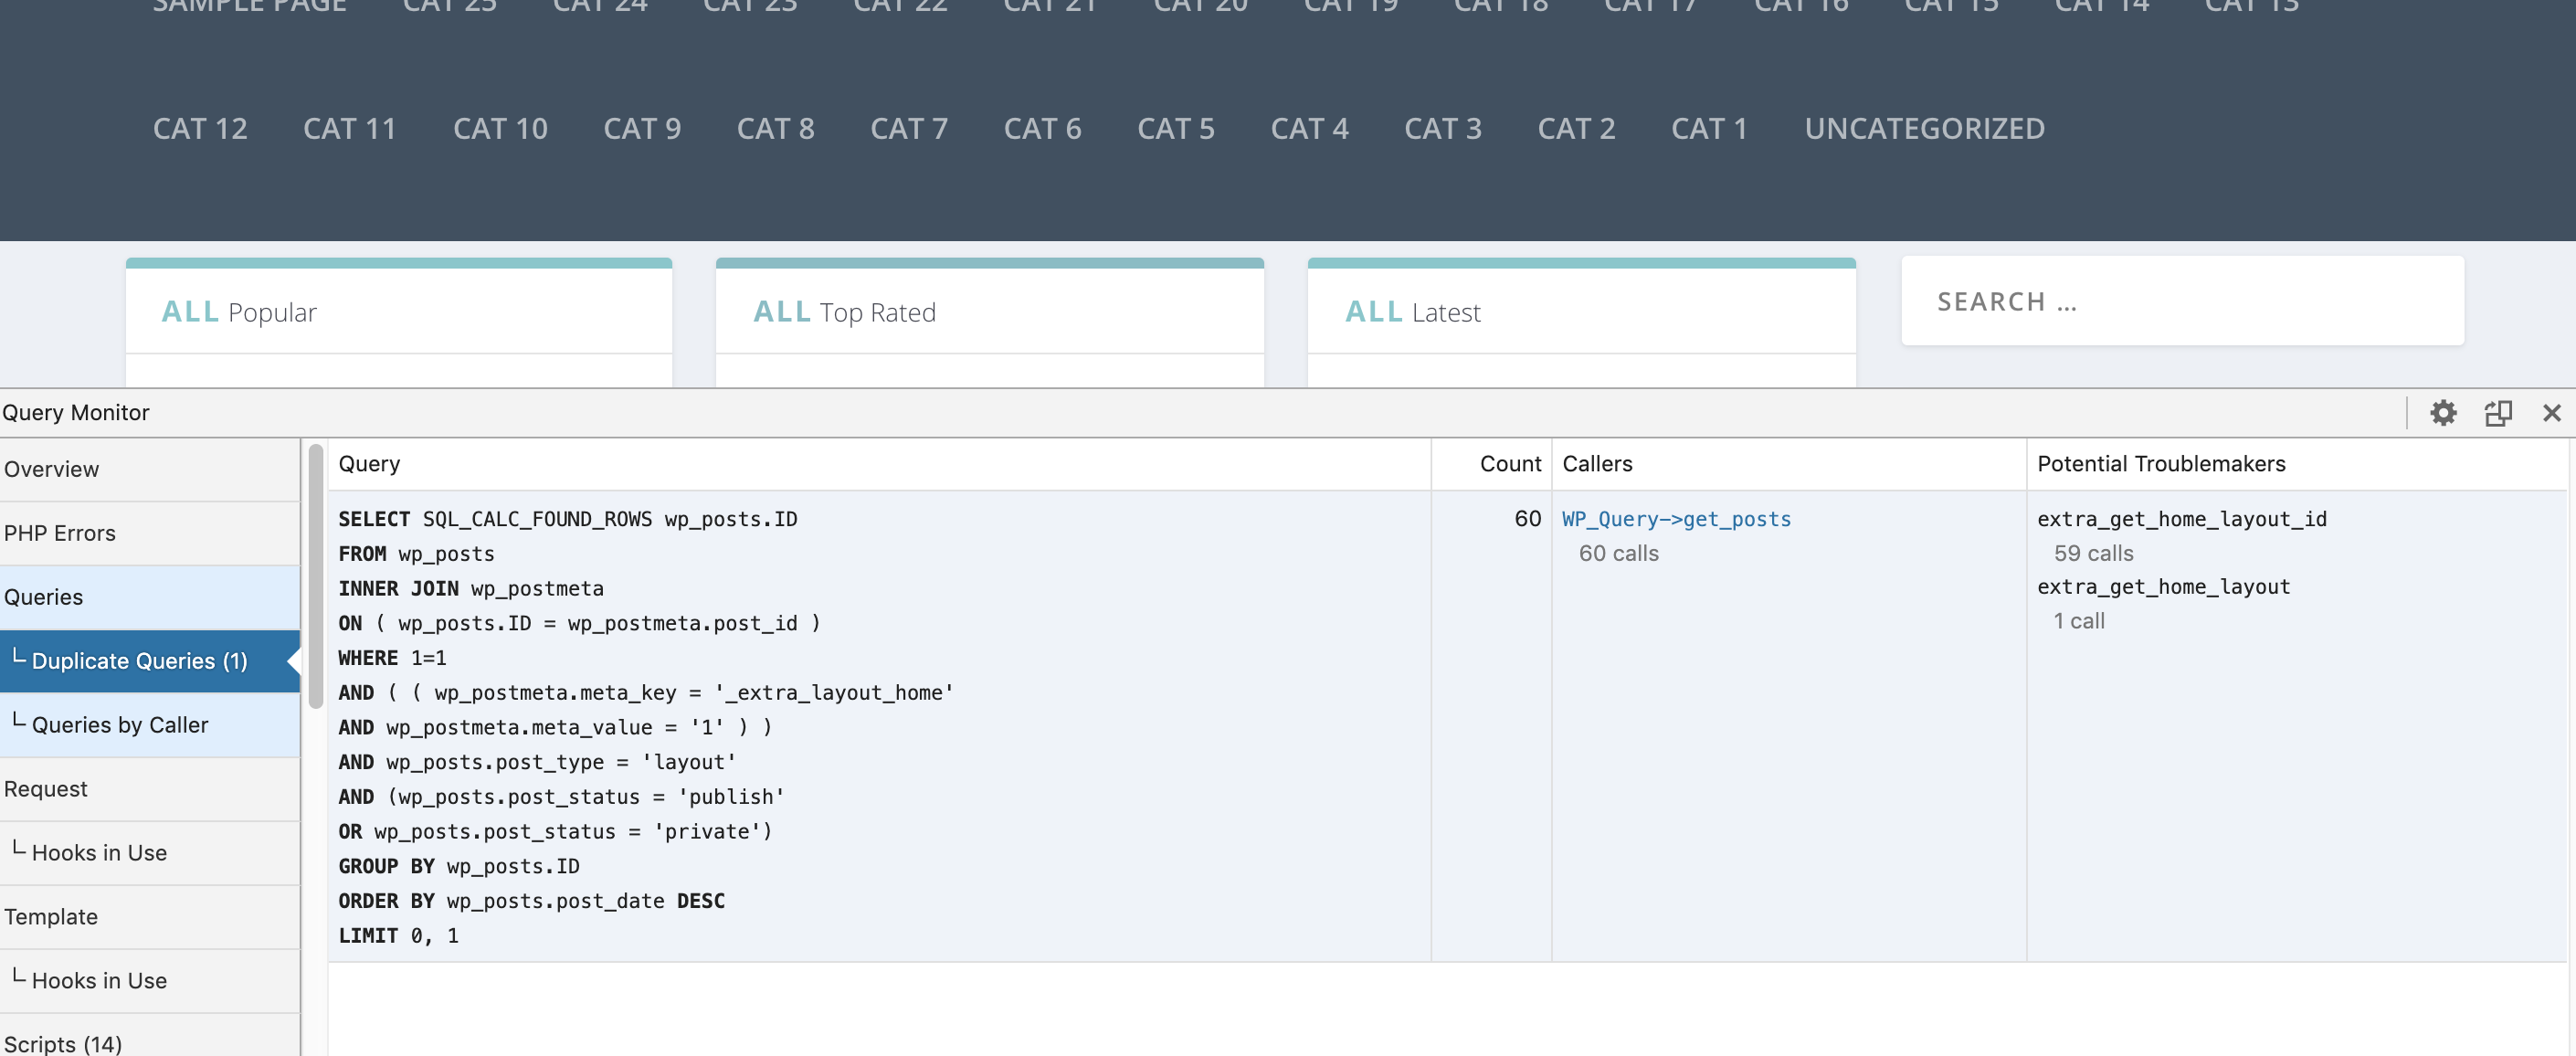 SAMPLE PAGE CAT 25 CAT 24 CAT 23 CAT 22 CAT 21 CAT 20 CAT 19 CAT 18 CAT 17 CAT 16 CAT 15 CAT 14 CAT 13
CAT 12 CAT 11 CAT 10 CAT 9 CAT 8 CAT 7 CAT 6 CAT 5 CAT 4 CAT 3 CAT 2 CAT 1 UNCATEGORIZED
ALL Popular
ALL Top Rated
ALL Latest
SEARCH …
Query Monitor
Overview
PHP Errors
Queries
Duplicate Queries (1)
Queries by Caller
Request
Hooks in Use
Template
Hooks in Use
Scripts (14)
Query Count Callers Potential Troublemakers
SELECT SQL_CALC_FOUND_ROWS wp_posts.ID
FROM wp_posts
INNER JOIN wp_postmeta
ON ( wp_posts.ID = wp_postmeta.post_id )
WHERE 1=1
AND ( ( wp_postmeta.meta_key = '_extra_layout_home'
AND wp_postmeta.meta_value = '1' ) )
AND wp_posts.post_type = 'layout'
AND (wp_posts.post_status = 'publish'
OR wp_posts.post_status = 'private')
GROUP BY wp_posts.ID
ORDER BY wp_posts.post_date DESC
LIMIT 0, 1
60
WP_Query->get_posts
60 calls
extra_get_home_layout_id
59 calls
extra_get_home_layout
1 call